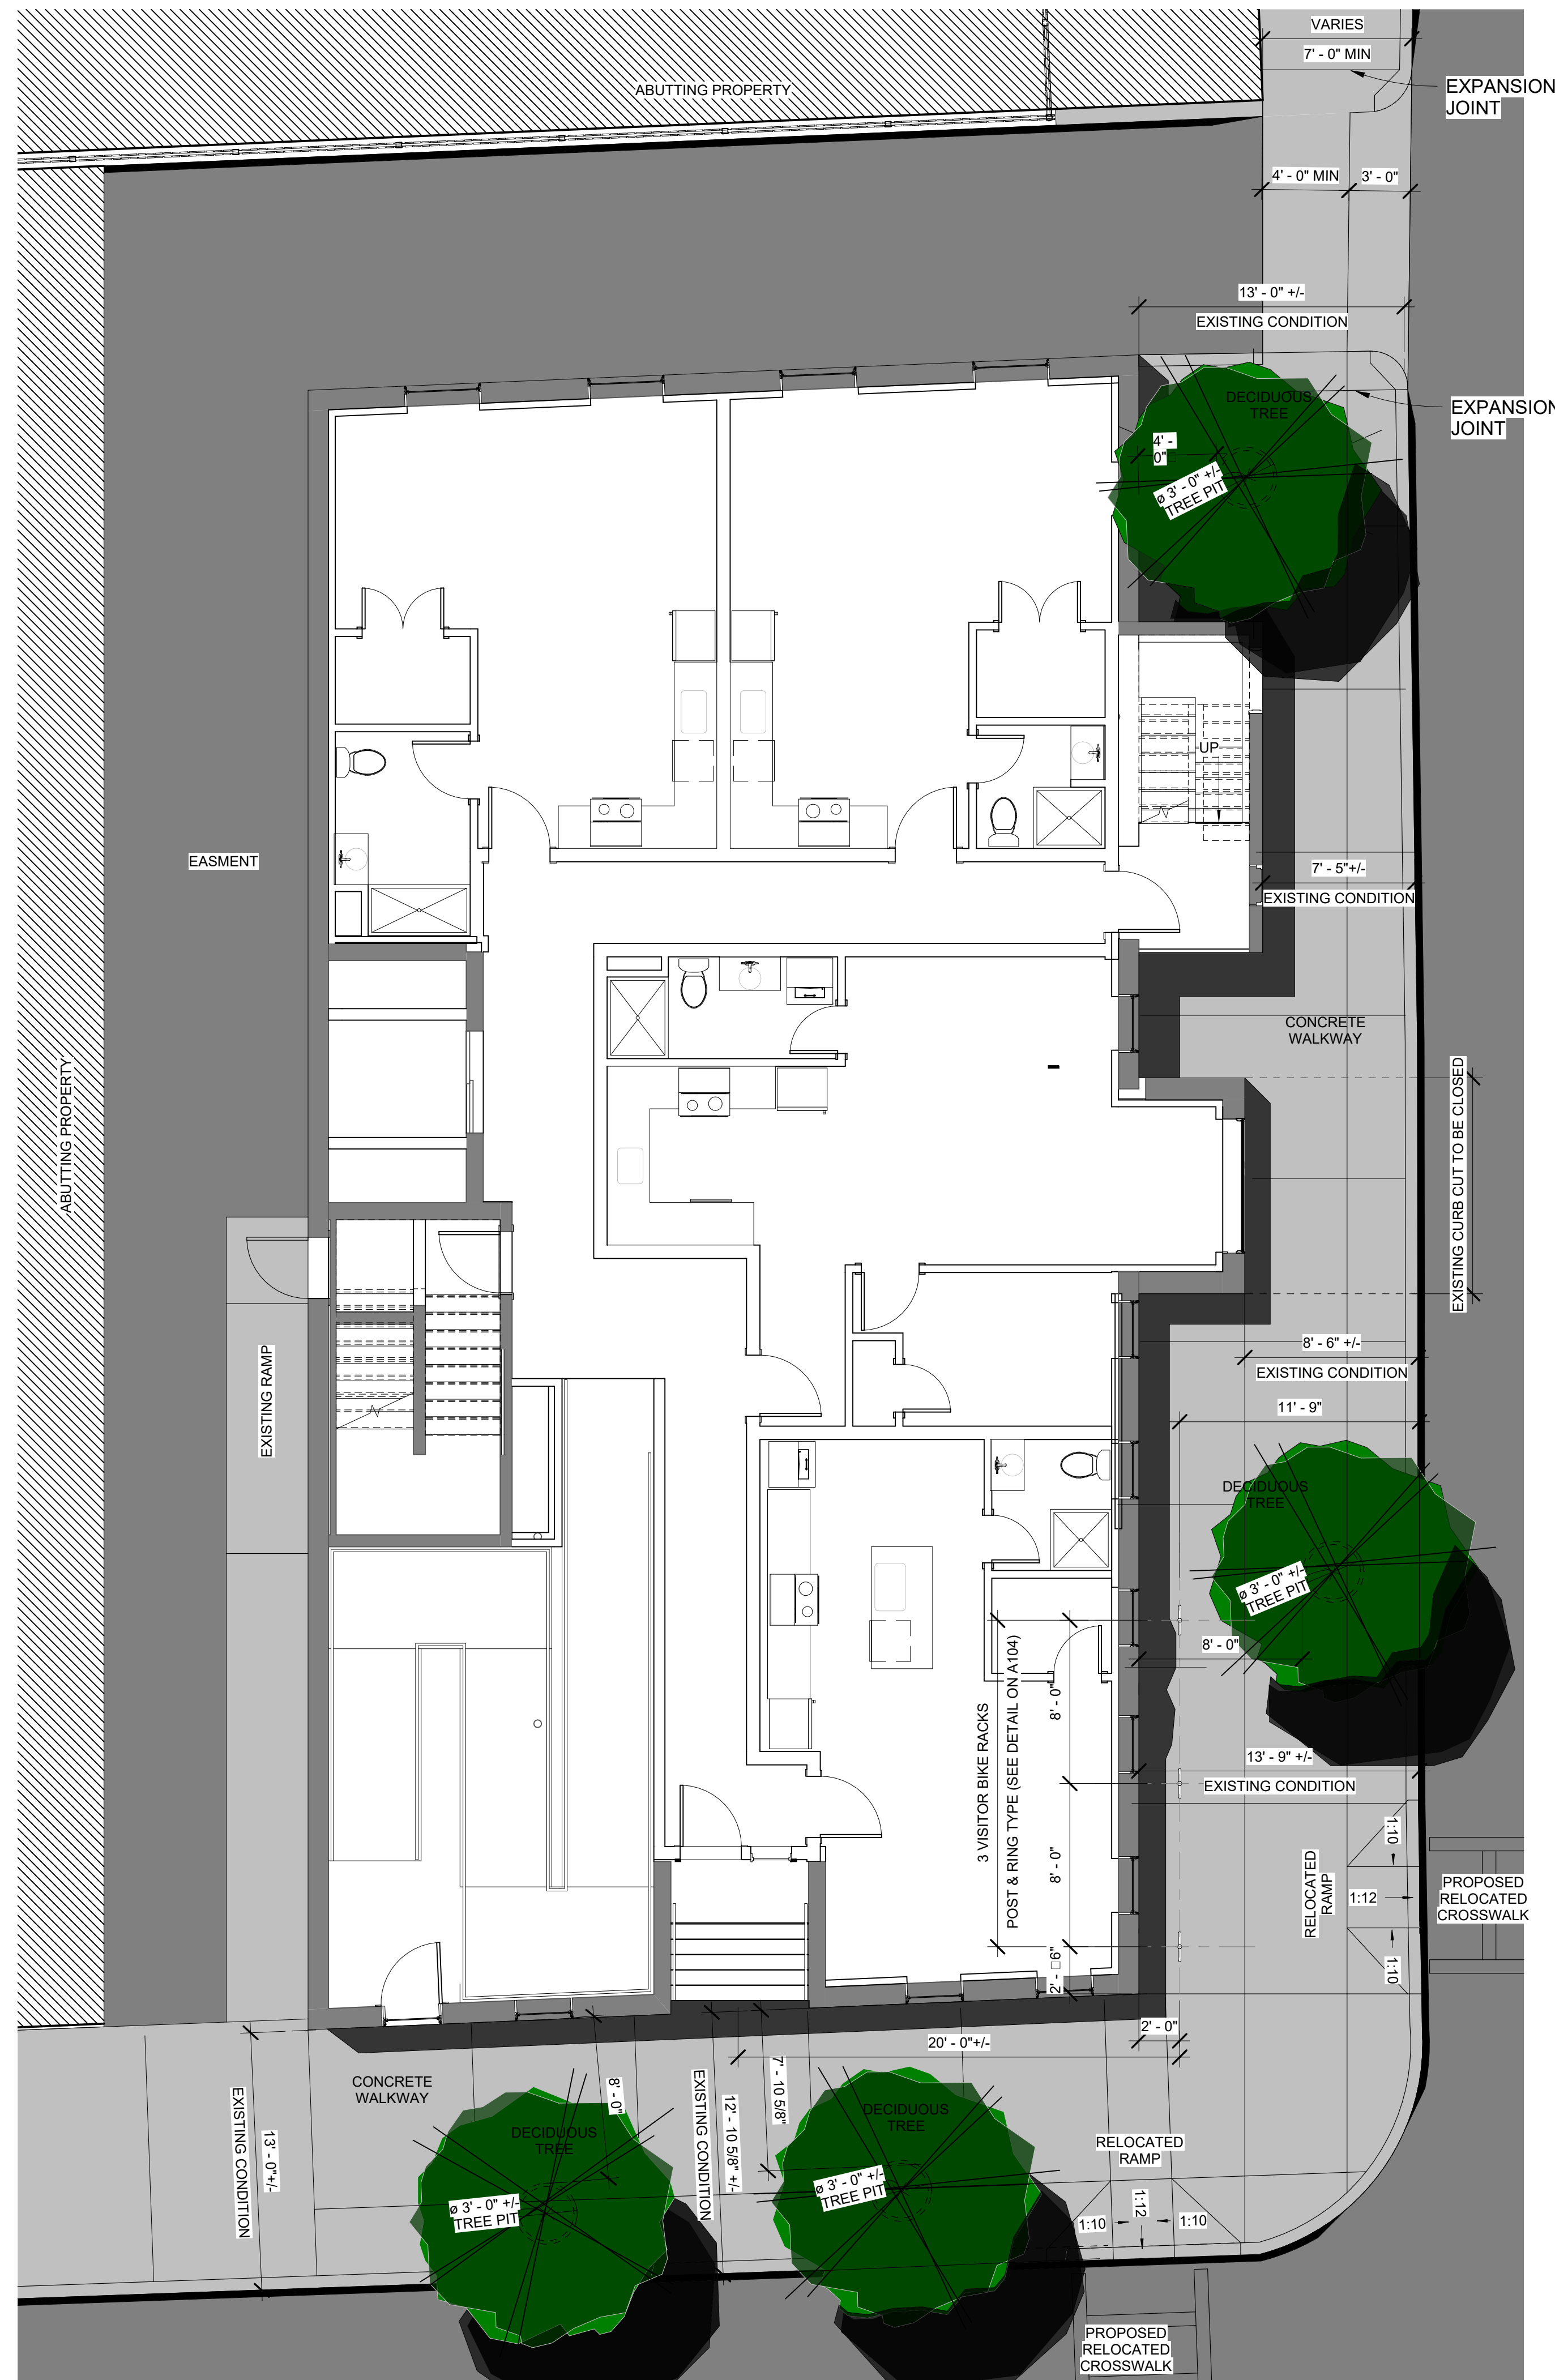 VARIES
7' - 0" MIN
EXPANSION
JOINT
ABUTTING PROPERTY
4' - 0" MIN
3' - 0"
13' - 0" +/-
EXISTING CONDITION
DECIDUOUS
TREE
EXPANSION
JOINT
4' -
0"
ø 3' - 0" +/-
TREE PIT
UP
EASMENT
7' - 5"+/-
EXISTING CONDITION
CONCRETE
WALKWAY
ABUTTING PROPERTY
EXISTING CURB CUT TO BE CLOSED
EXISTING RAMP
8' - 6" +/-
EXISTING CONDITION
11' - 9"
DECIDUOUS
TREE
ø 3' - 0" +/-
TREE PIT
8' - 0"
3 VISITOR BIKE RACKS
POST & RING TYPE (SEE DETAIL ON A104)
8' - 0"
8' - 0"
2' - □6"
13' - 9" +/-
EXISTING CONDITION
1:10
1:12
1:10
RELOCATED
RAMP
PROPOSED
RELOCATED
CROSSWALK
2' - 0"
20' - 0"+/-
CONCRETE
WALKWAY
EXISTING CONDITION
13' - 0"+/-
8' - 0"
EXISTING CONDITION
12' - 10 5/8" +/-
7' - 10 5/8"
DECIDUOUS
TREE
ø 3' - 0" +/-
TREE PIT
DECIDUOUS
TREE
ø 3' - 0" +/-
TREE PIT
RELOCATED
RAMP
1:10
1:12
1:10
PROPOSED
RELOCATED
CROSSWALK